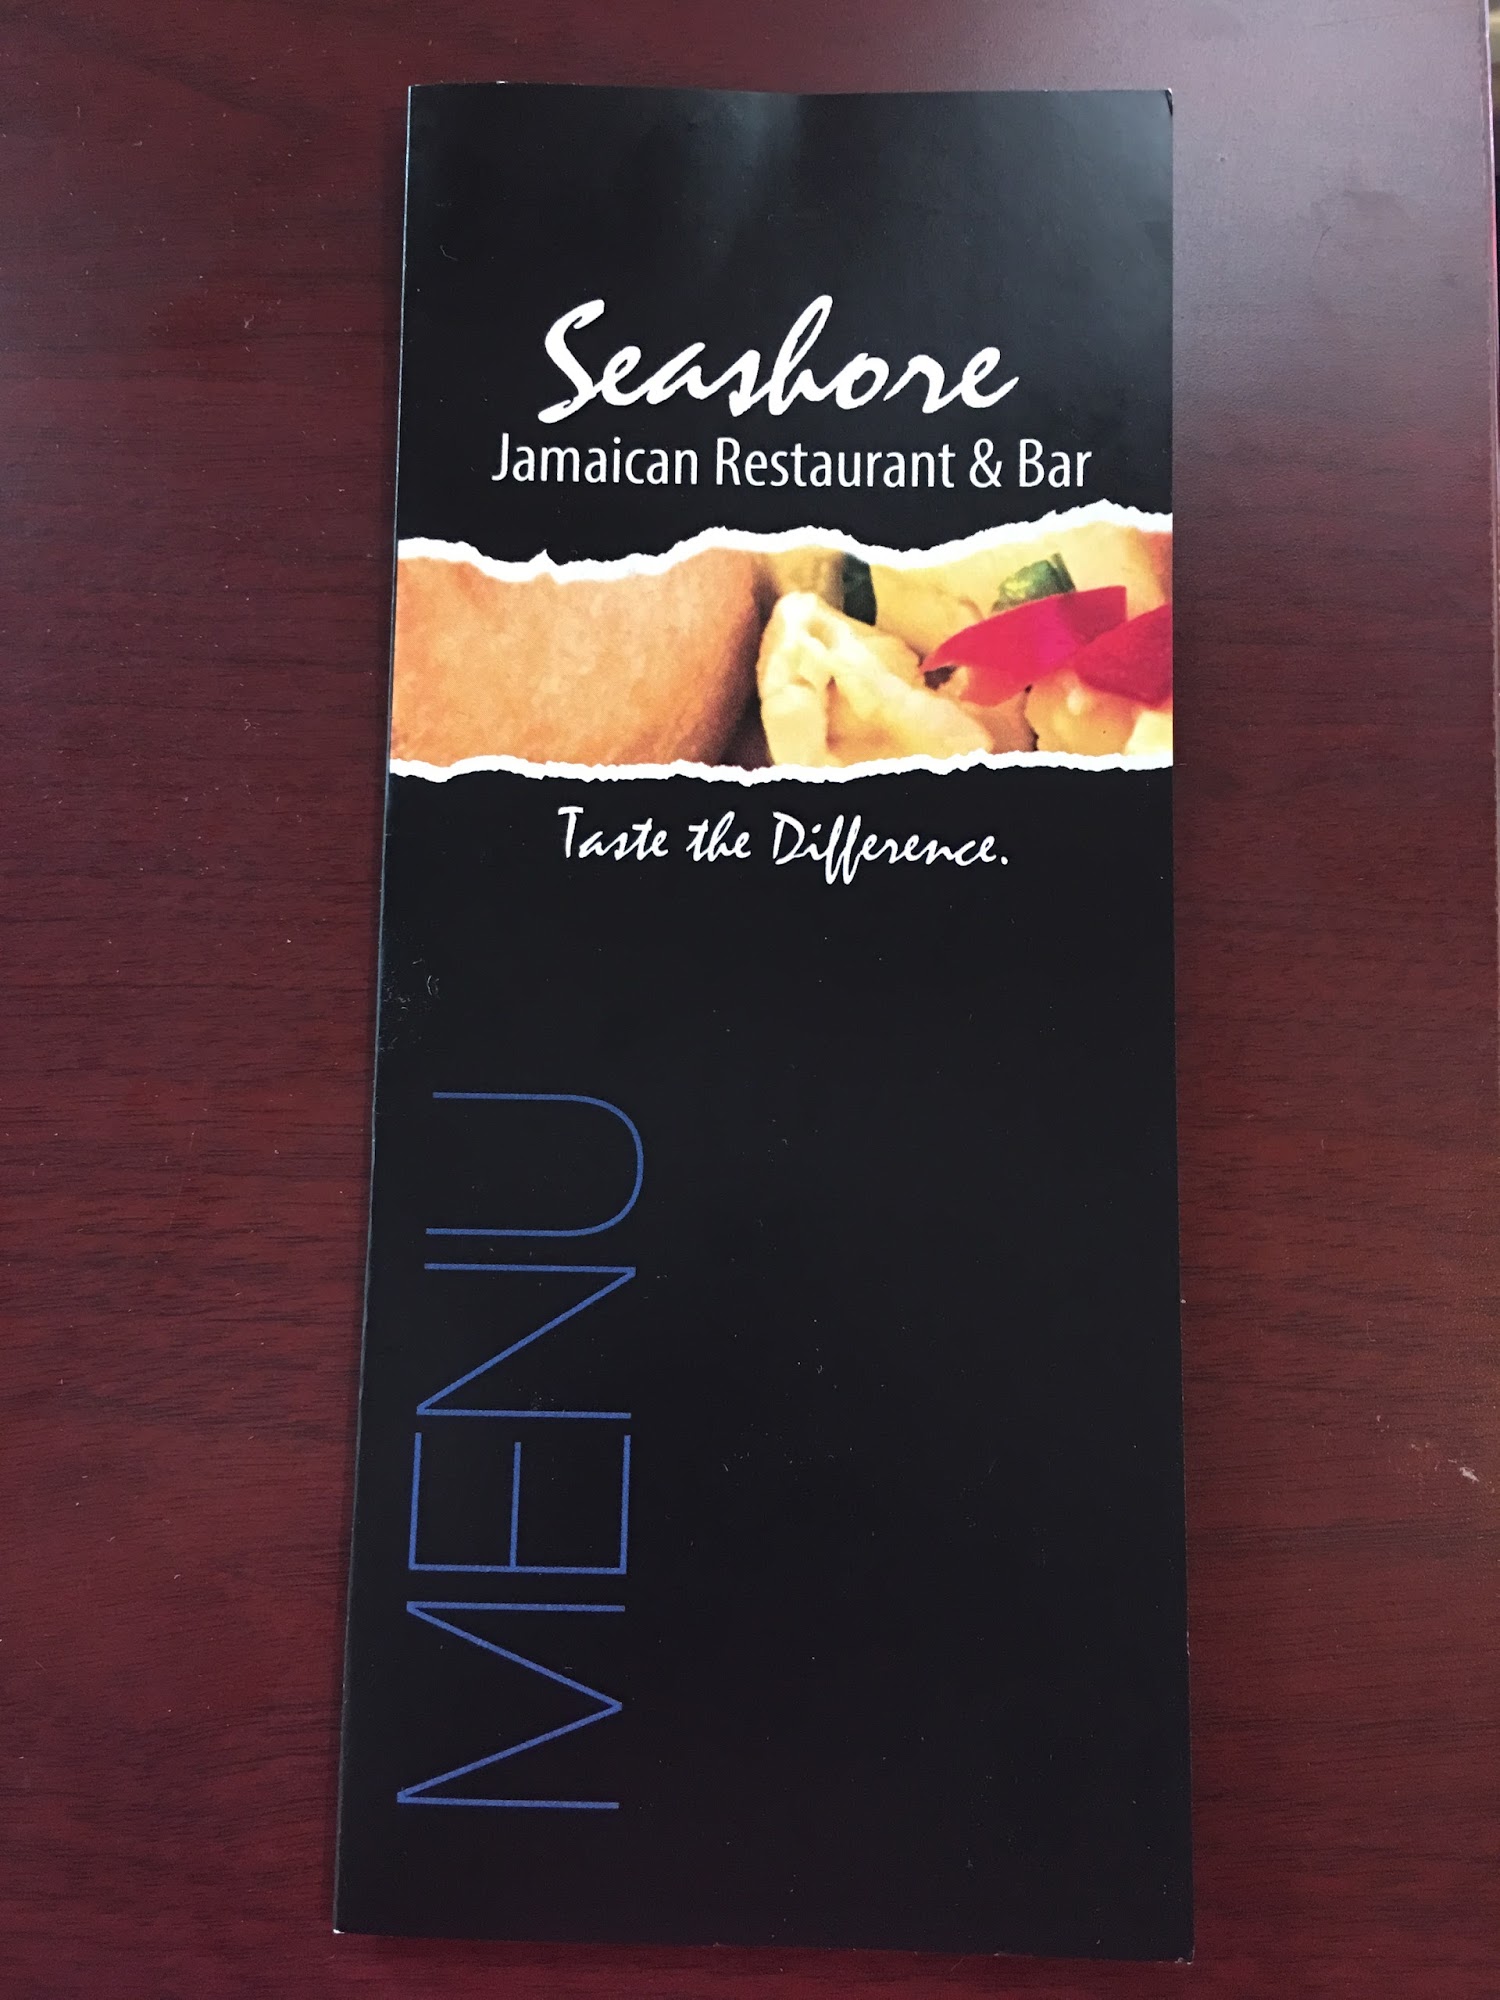 Seashore
Jamaican Restaurant & Bar
Taste the Difference.
MENU